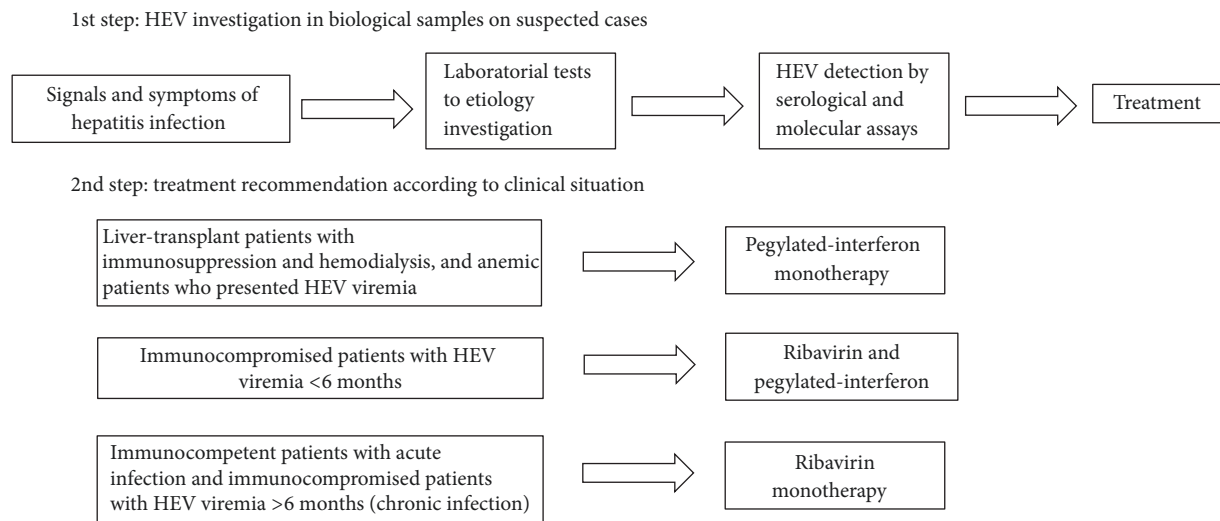 1st step: HEV investigation in biological samples on suspected cases
Signals and symptoms of
hepatitis infection
Laboratorial tests
to etiology
investigation
HEV detection by
serological and
molecular assays
Treatment
2nd step: treatment recommendation according to clinical situation
Liver-transplant patients with
immunosuppression and hemodialysis, and anemic
patients who presented HEV viremia
Pegylated-interferon
monotherapy
Immunocompromised patients with HEV
viremia <6 months
Ribavirin and
pegylated-interferon
Immunocompetent patients with acute
infection and immunocompromised patients
with HEV viremia >6 months (chronic infection)
Ribavirin
monotherapy